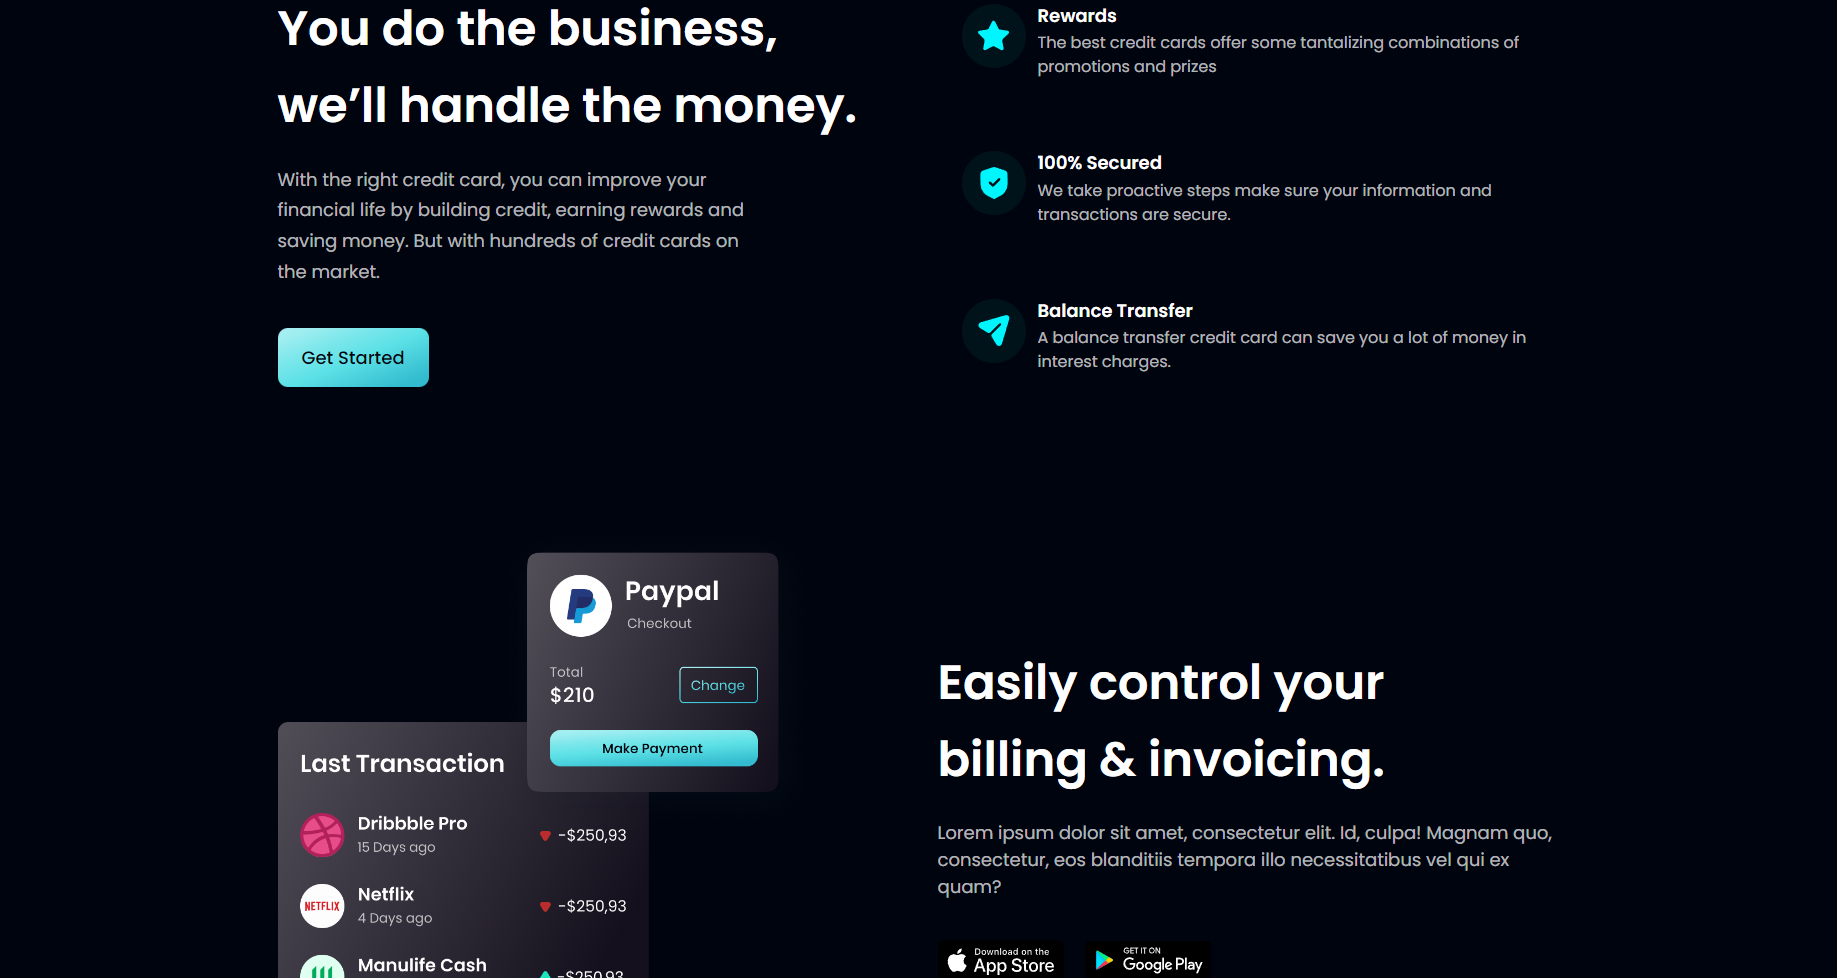 You do the business,
we’ll handle the money.
With the right credit card, you can improve your
financial life by building credit, earning rewards and
saving money. But with hundreds of credit cards on
the market.
Get Started
Rewards
The best credit cards offer some tantalizing combinations of
promotions and prizes
100% Secured
We take proactive steps make sure your information and
transactions are secure.
Balance Transfer
A balance transfer credit card can save you a lot of money in
interest charges.
Paypal
Checkout
Total
$210
Change
Make Payment
Last Transaction
Dribbble Pro
15 Days ago
-$250,93
NETFLIX
Netflix
4 Days ago
-$250,93
Manulife Cash
-$250,93
Easily control your
billing & invoicing.
Lorem ipsum dolor sit amet, consectetur elit. Id, culpa! Magnam quo,
consectetur, eos blanditiis tempora illo necessitatibus vel qui ex
quam?
Download on the
App Store
GET IT ON
Google Play